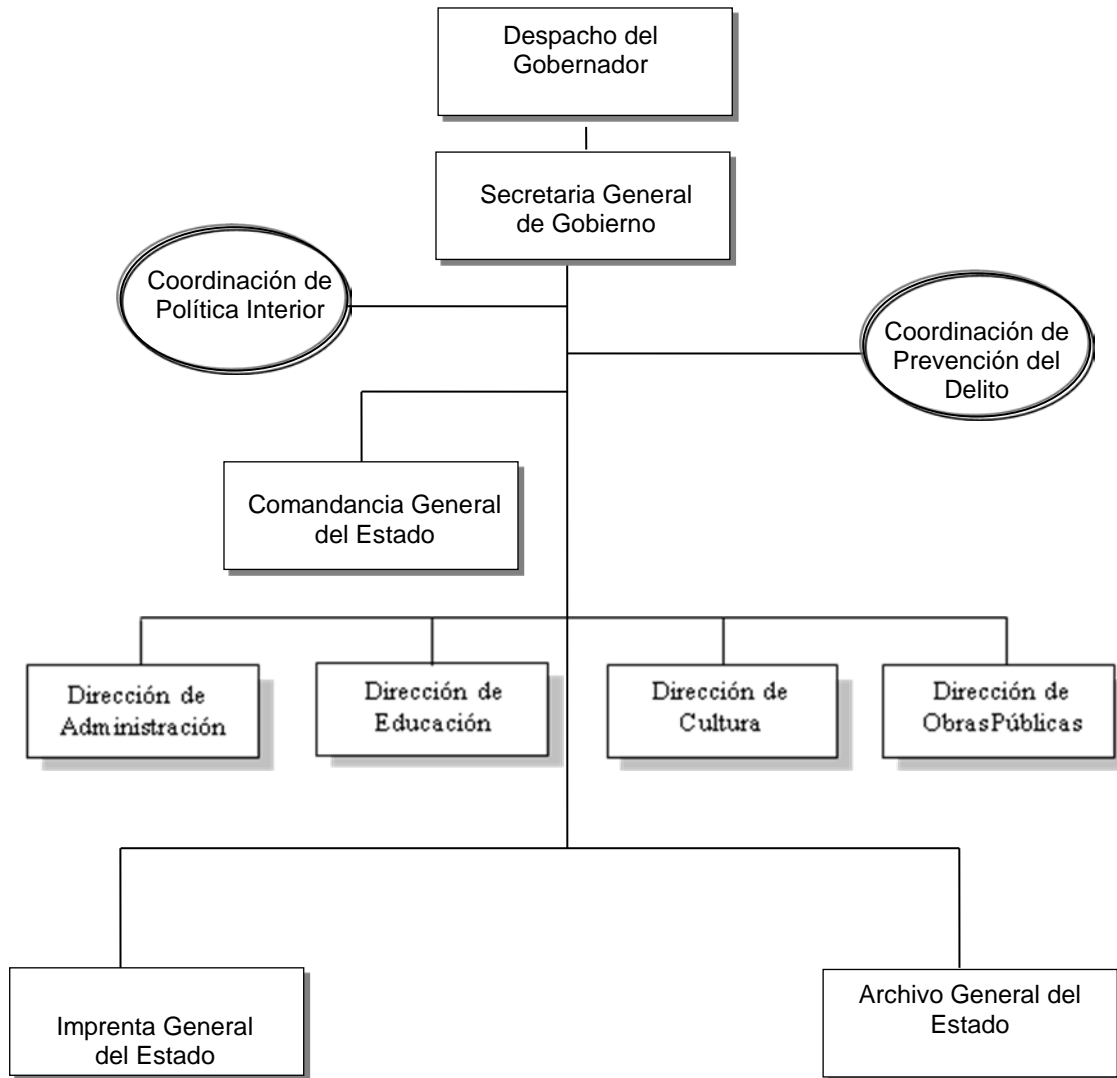 Despacho del
Gobernador
Secretaria General
de Gobierno
Coordinación de
Política Interior
Coordinación de
Prevención del
Delito
Comandancia General
del Estado
Dirección de
Administración
Dirección de
Educación
Dirección de
Cultura
Dirección de
ObrasPúblicas
Imprenta General
del Estado
Archivo General del
Estado